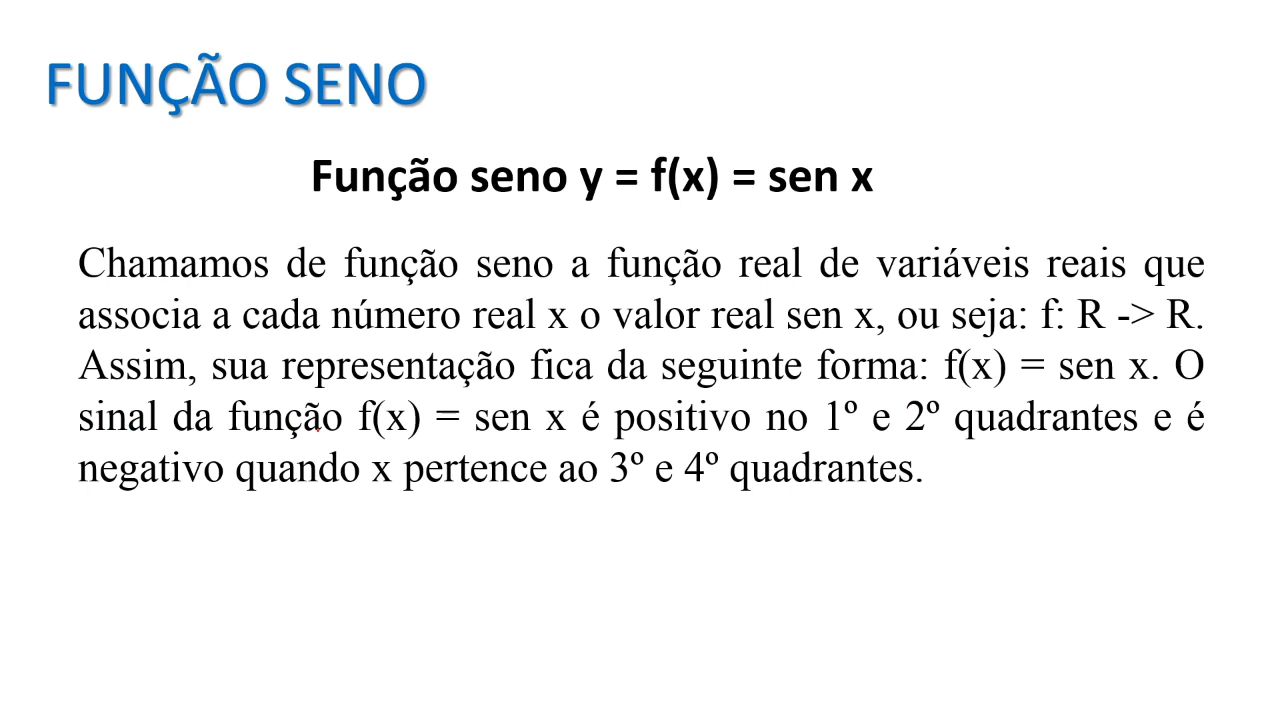 FUNÇÃO SENO
Função seno y = f(x) = sen x
Chamamos de função seno a função real de variáveis reais que
associa a cada número real x o valor real sen x, ou seja: f: R -> R.
Assim, sua representação fica da seguinte forma: f(x) = sen x. O
sinal da função f(x) = sen x é positivo no 1º e 2º quadrantes e é
negativo quando x pertence ao 3º e 4º quadrantes.